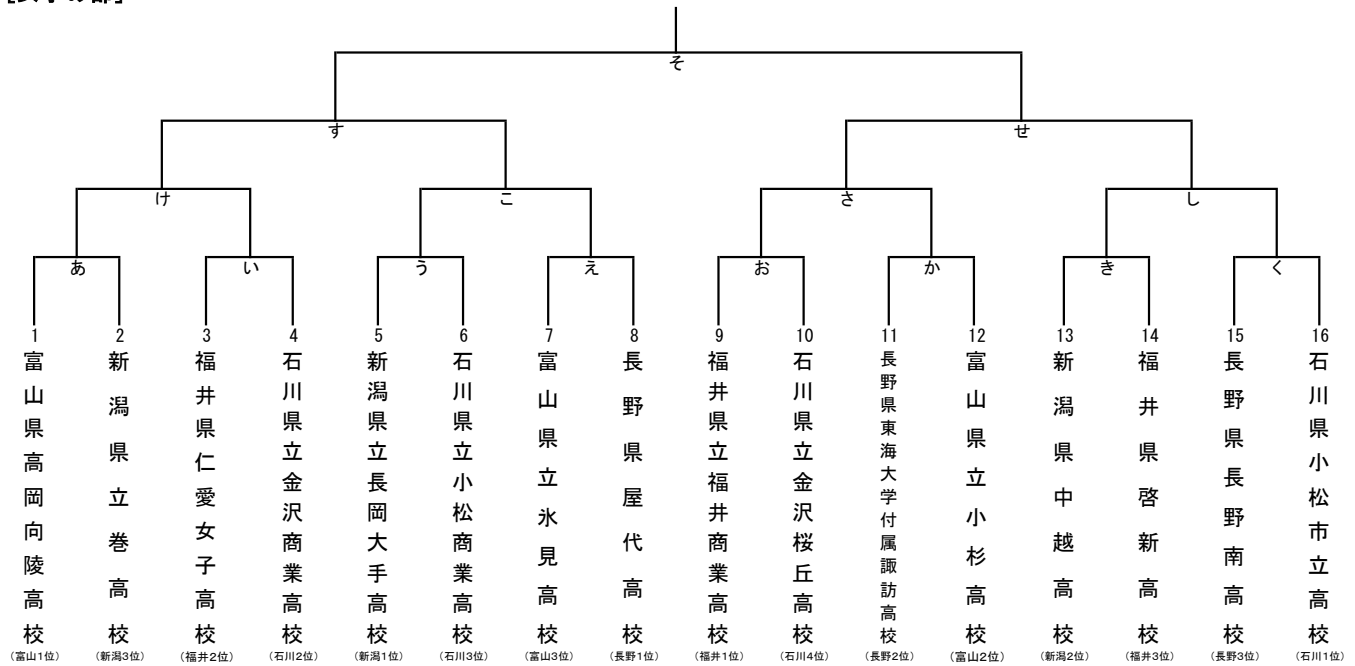 そ
す
せ
け
こ
さ
し
あ
い
う
え
お
か
き
く
1
富山県高岡向陵高校
(富山1位)
2
新潟県立巻高校
(新潟3位)
3
福井県仁愛女子高校
(福井2位)
4
石川県立金沢商業高校
(石川2位)
5
新潟県立長岡大手高校
(新潟1位)
6
石川県立小松商業高校
(石川3位)
7
富山県立氷見高校
(富山3位)
8
長野県屋代高校
(長野1位)
9
福井県立福井商業高校
(福井1位)
10
石川県立金沢桜丘高校
(石川4位)
11
長野県東海大学付属諏訪高校
(長野2位)
12
富山県立小杉高校
(富山2位)
13
新潟県中越高校
(新潟2位)
14
福井県啓新高校
(福井3位)
15
長野県長野南高校
(長野3位)
16
石川県小松市立高校
(石川1位)